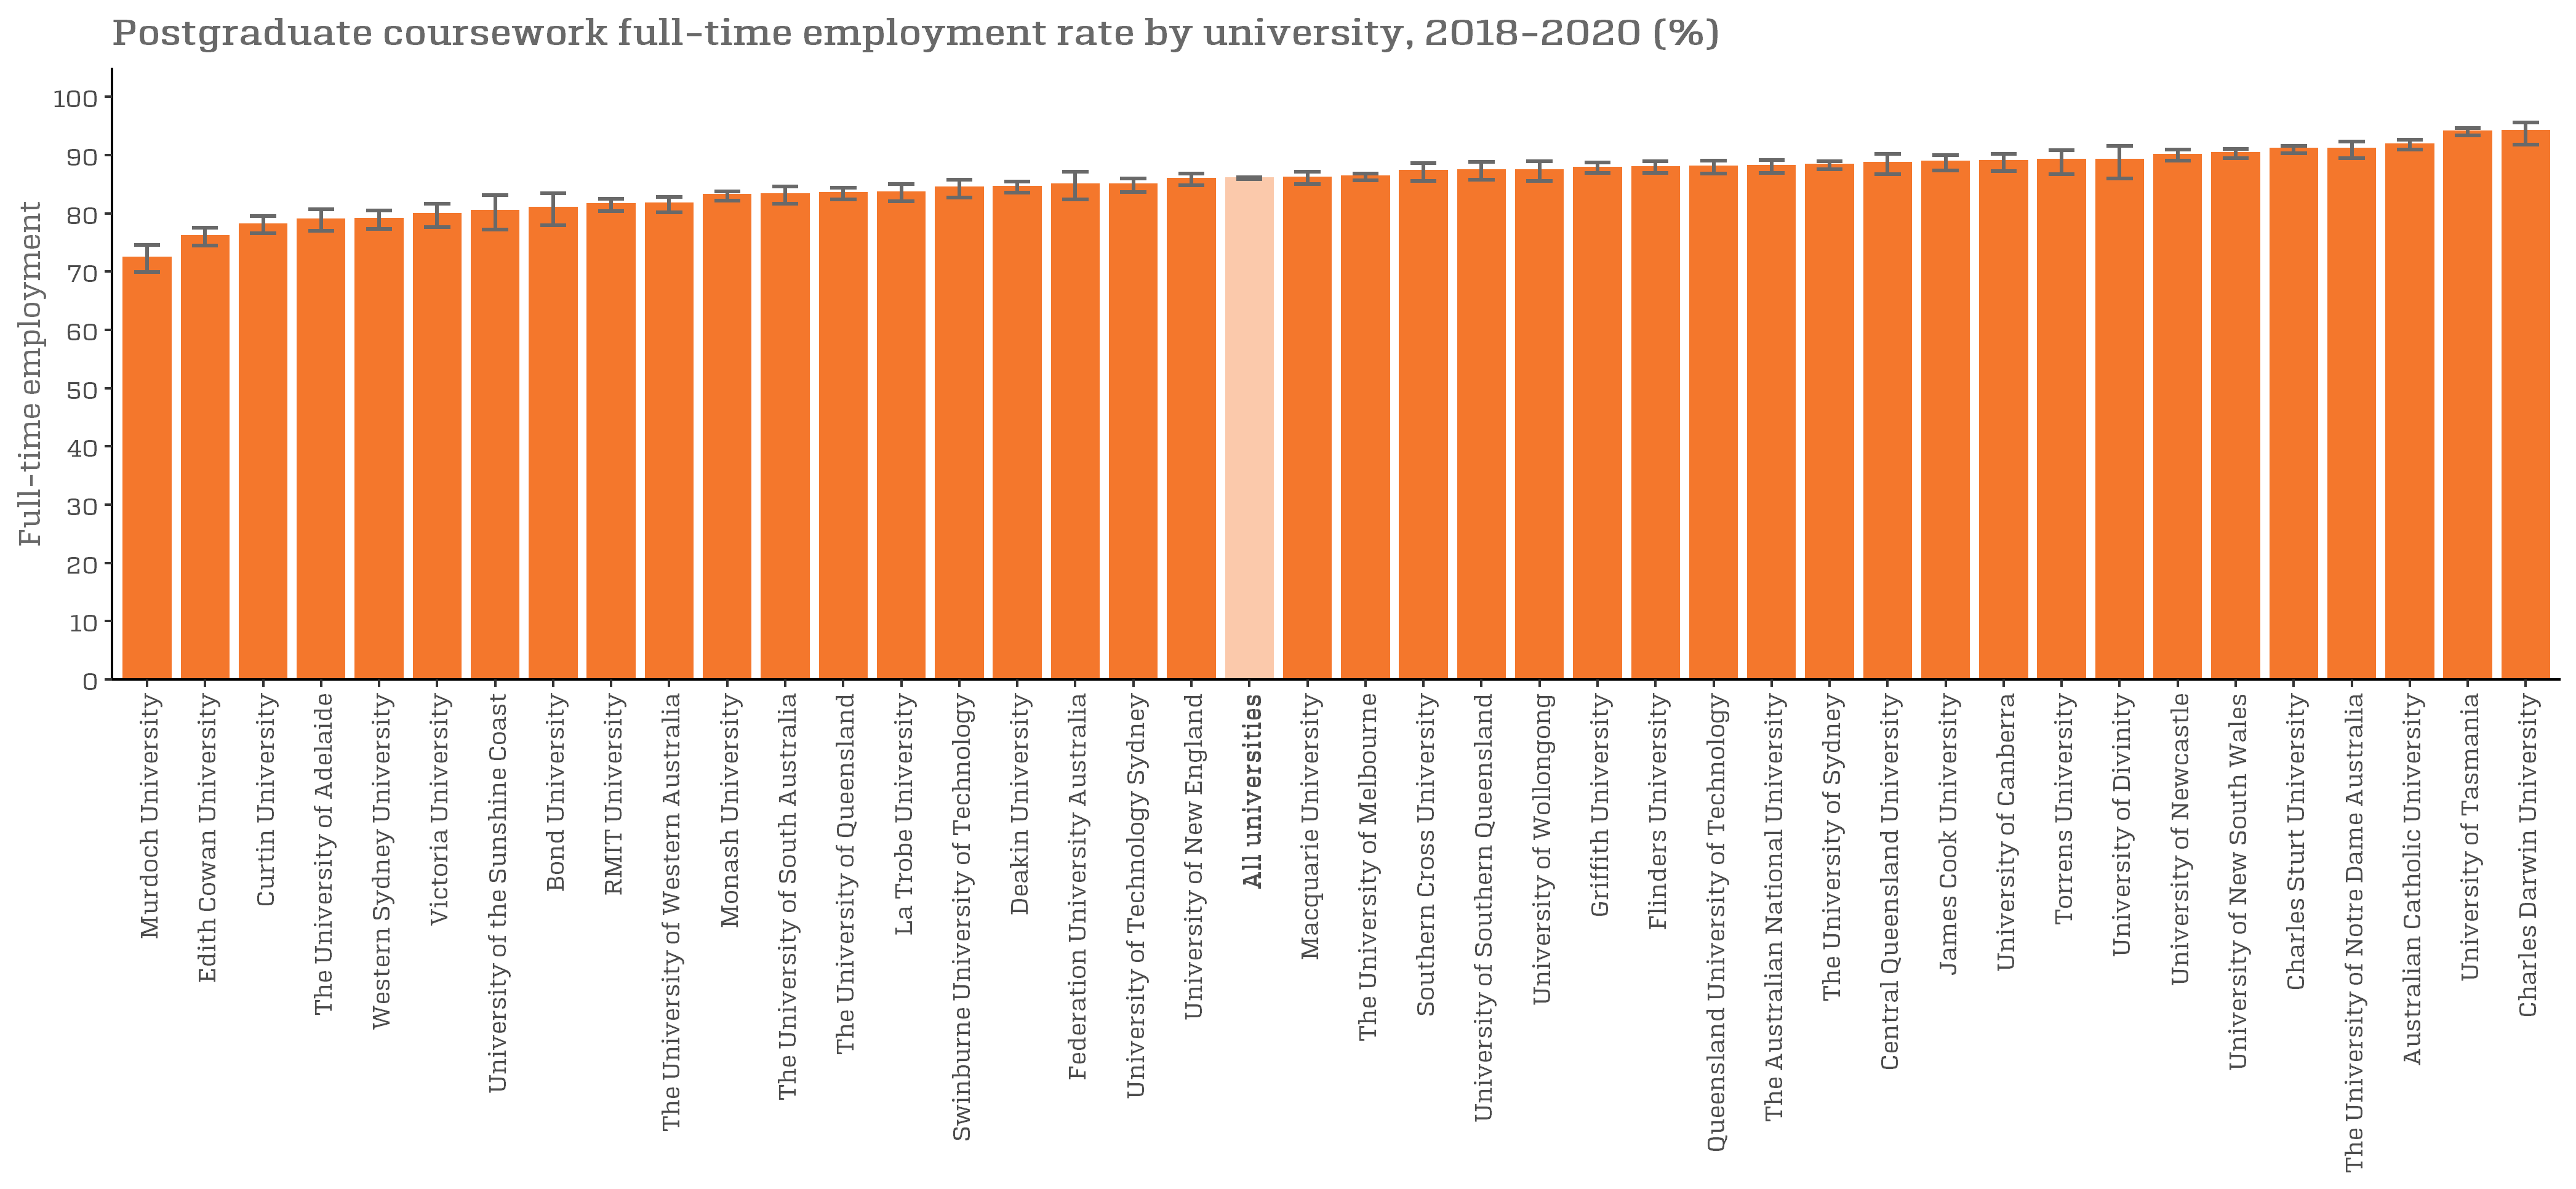 Postgraduate coursework full-time employment rate by university, 2018-2020 (%)
Full-time employment
100
90
80
70
60
50
40
30
20
10
0
Murdoch University
Edith Cowan University
Curtin University
The University of Adelaide
Western Sydney University
Victoria University
University of the Sunshine Coast
Bond University
RMIT University
The University of Western Australia
Monash University
The University of South Australia
The University of Queensland
La Trobe University
Swinburne University of Technology
Deakin University
Federation University Australia
University of Technology Sydney
University of New England
All universities
Macquarie University
The University of Melbourne
Southern Cross University
University of Southern Queensland
University of Wollongong
Griffith University
Flinders University
Queensland University of Technology
The Australian National University
The University of Sydney
Central Queensland University
James Cook University
University of Canberra
Torrens University
University of Divinity
University of Newcastle
University of New South Wales
Charles Sturt University
The University of Notre Dame Australia
Australian Catholic University
University of Tasmania
Charles Darwin University